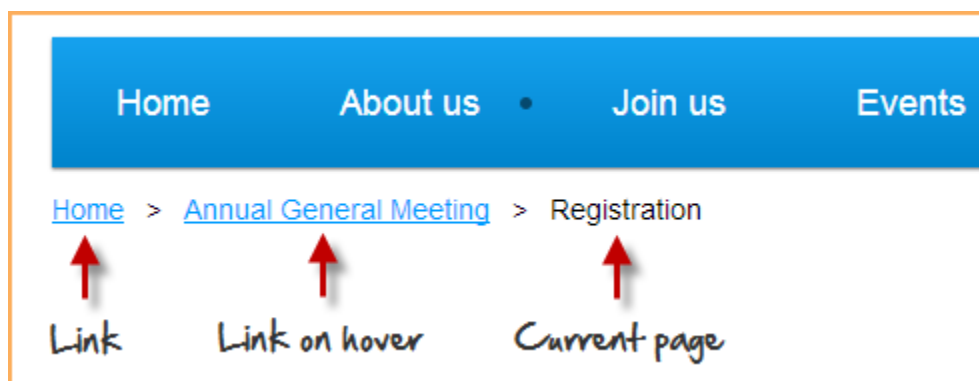 Home About us • Join us Events
Home > Annual General Meeting > Registration
Link Link on hover Current page